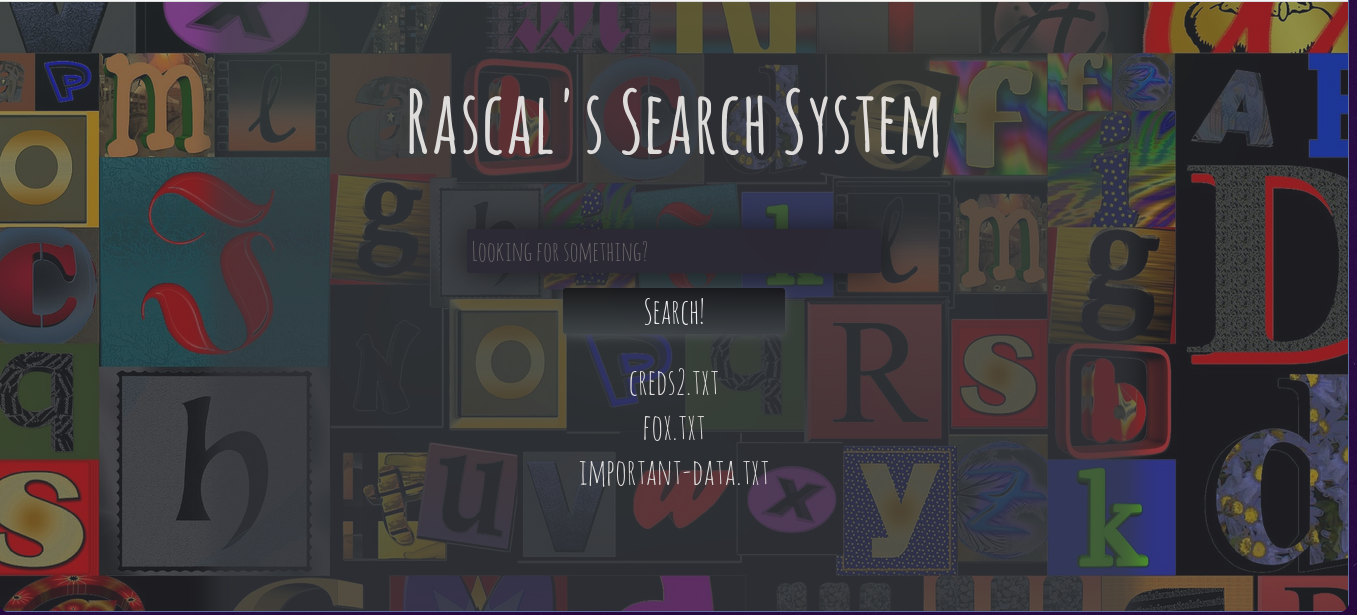 Rascal's Search System
Looking for something?
Search!
creds2.txt
fox.txt
important-data.txt